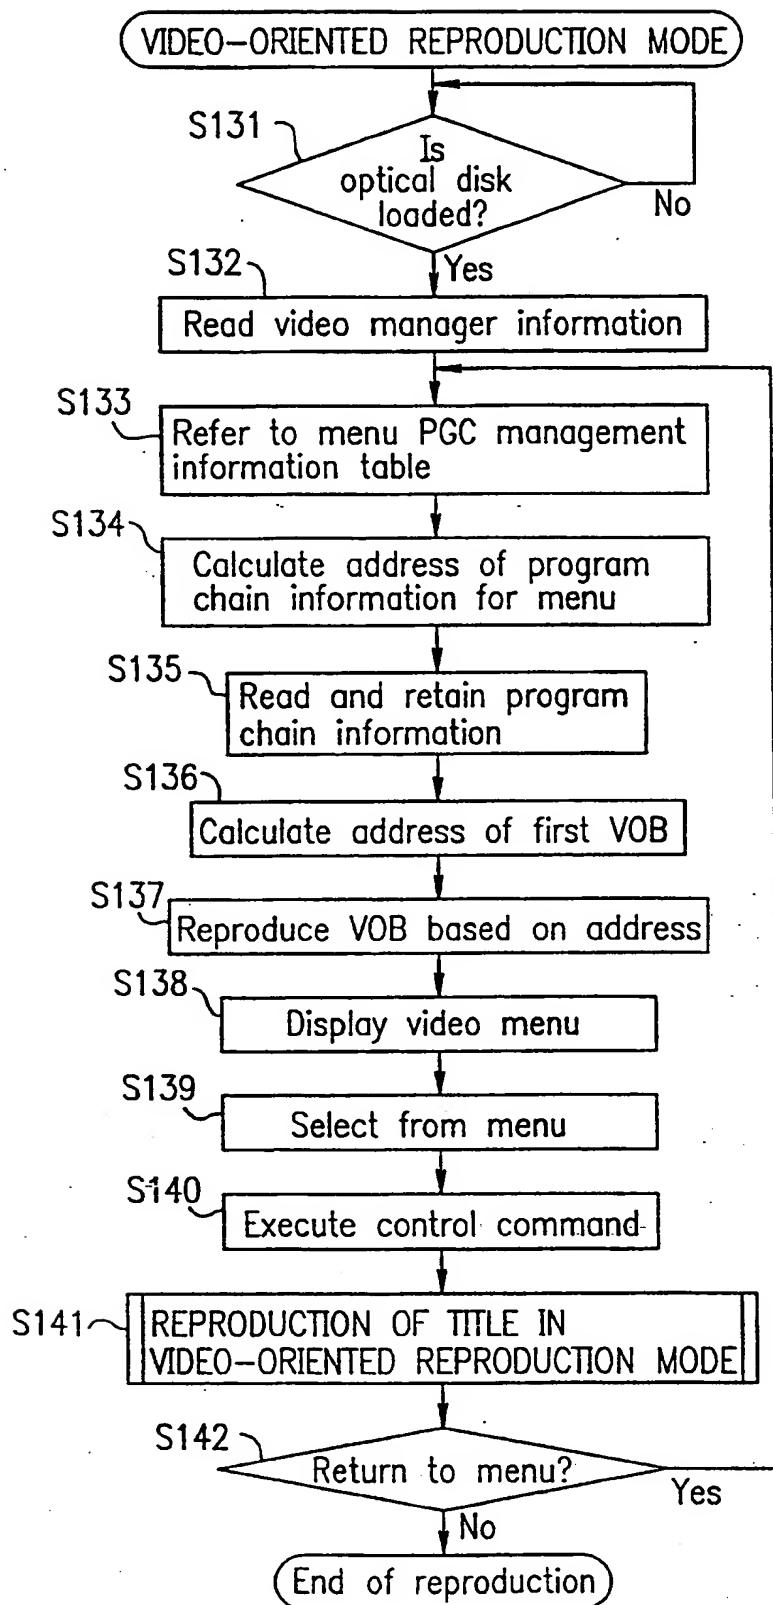 VIDEO-ORIENTED REPRODUCTION MODE
S131
Is
optical disk
loaded?
No
Yes
S132
Read video manager information
S133
Refer to menu PGC management
information table
S134
Calculate address of program
chain information for menu
S135
Read and retain program
chain information
S136
Calculate address of first VOB
S137
Reproduce VOB based on address
S138
Display video menu
S139
Select from menu
S140
Execute control command
S141
REPRODUCTION OF TITLE IN
VIDEO-ORIENTED REPRODUCTION MODE
S142
Return to menu?
Yes
No
End of reproduction